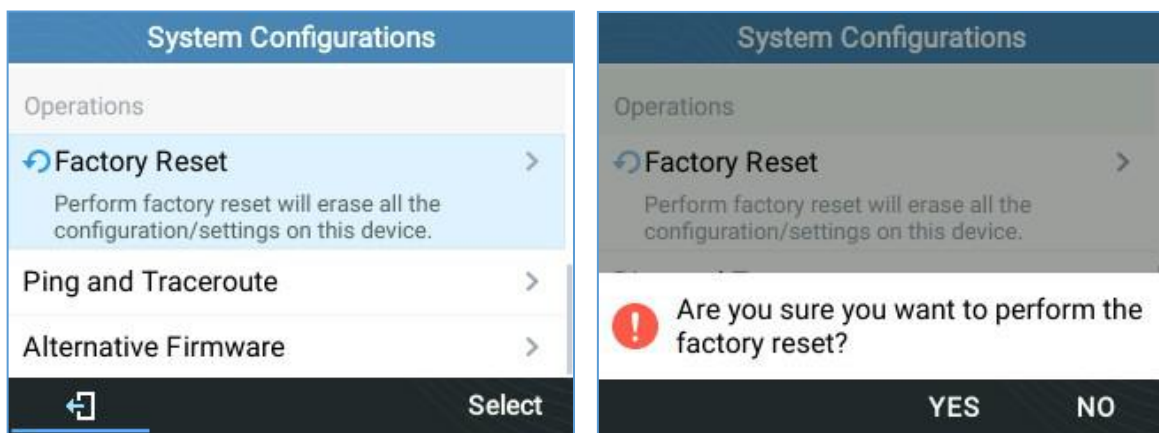 System Configurations
Operations
Factory Reset
Perform factory reset will erase all the
configuration/settings on this device.
Ping and Traceroute
Alternative Firmware
Select
System Configurations
Operations
Factory Reset
Perform factory reset will erase all the
configuration/settings on this device.
Are you sure you want to perform the
factory reset?
YES NO